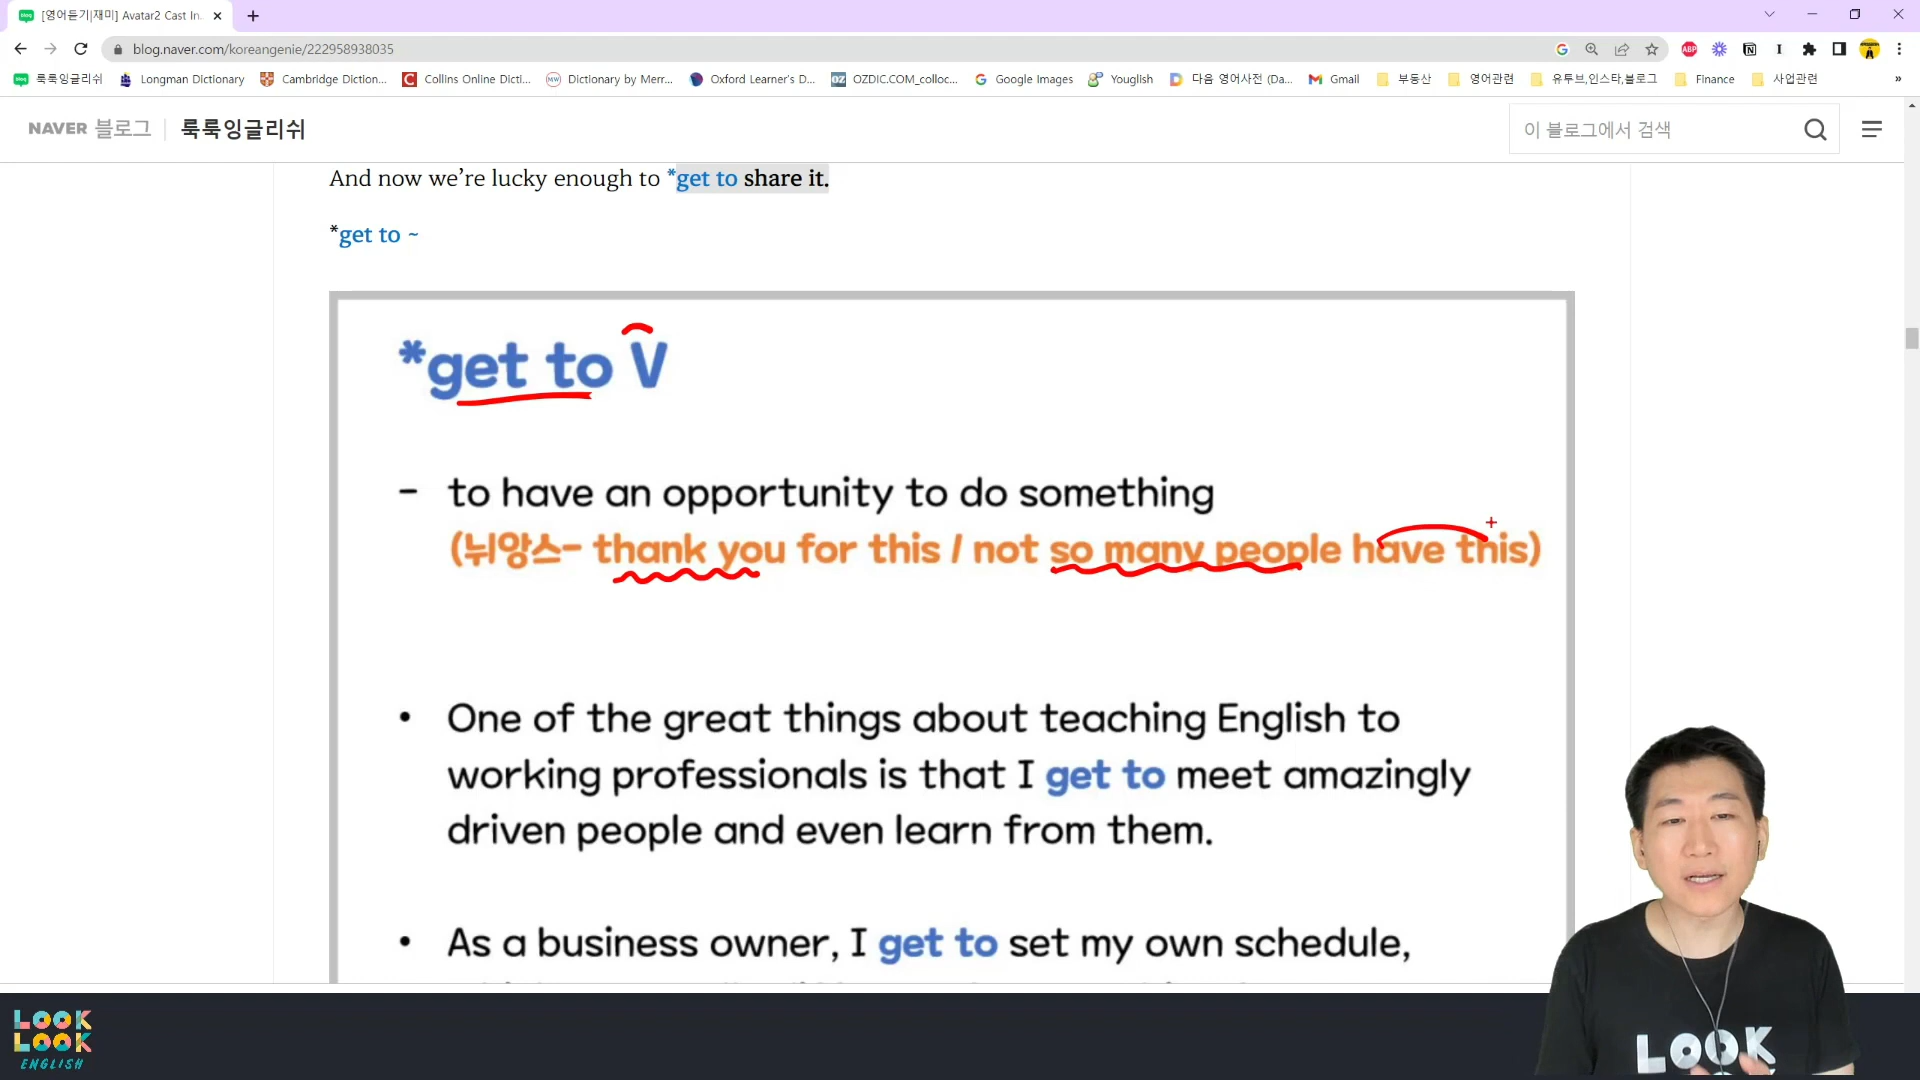 [영어듣기|재미] Avatar2 Cast In
blog.naver.com/koreangenie/222958938035
룩룩잉글리쉬 Longman Dictionary Cambridge Diction... Collins Online Dicti... Dictionary by Merr... Oxford Learner's D... OZDIC.COM_colloc... Google Images Youglish 다음 영어사전 (Da... Gmail 부동산 영어관련 유투브,인스타,블로그 Finance 사업관련 »
NAVER 블로그 룩룩잉글리쉬 이 블로그에서 검색
And now we're lucky enough to *get to share it.
*get to ~
*get to V
- to have an opportunity to do something
(뉘앙스- thank you for this / not so many people have this)
• One of the great things about teaching English to
working professionals is that I get to meet amazingly
driven people and even learn from them.
• As a business owner, I get to set my own schedule,
LOOK
LOOK
ENGLISH
LOOK